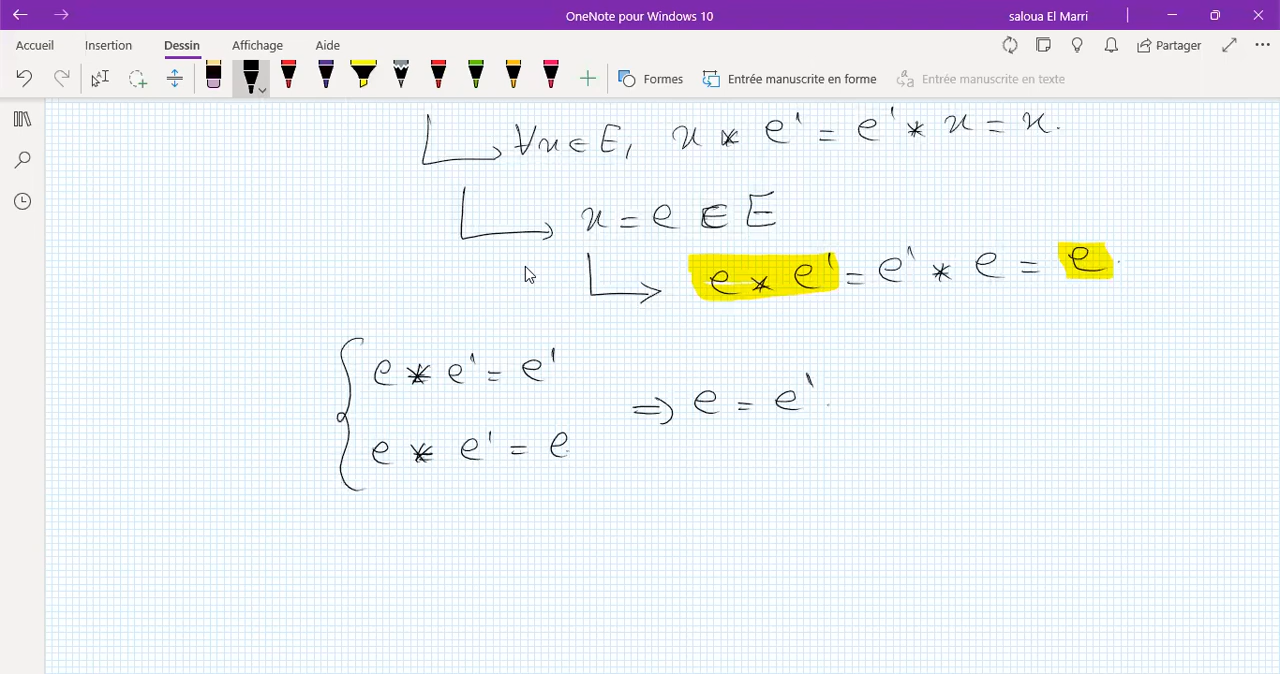 OneNote pour Windows 10
saloua El Marri
Accueil Insertion Dessin Affichage Aide
Partager
Formes Entrée manuscrite en forme Entrée manuscrite en texte
∀x ∈ E, x * e' = e' * x = x.
x = e ∈ E
e * e' = e' * e = e.
e * e' = e'
⇒ e = e'.
e * e' = e.